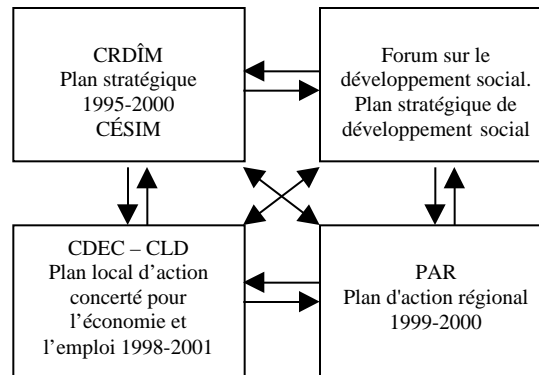 CRDÎM
Plan stratégique
1995-2000
CÉSIM
Forum sur le
développement social.
Plan stratégique de
développement social
CDEC – CLD
Plan local d’action
concerté pour
l’économie et
l’emploi 1998-2001
PAR
Plan d'action régional
1999-2000